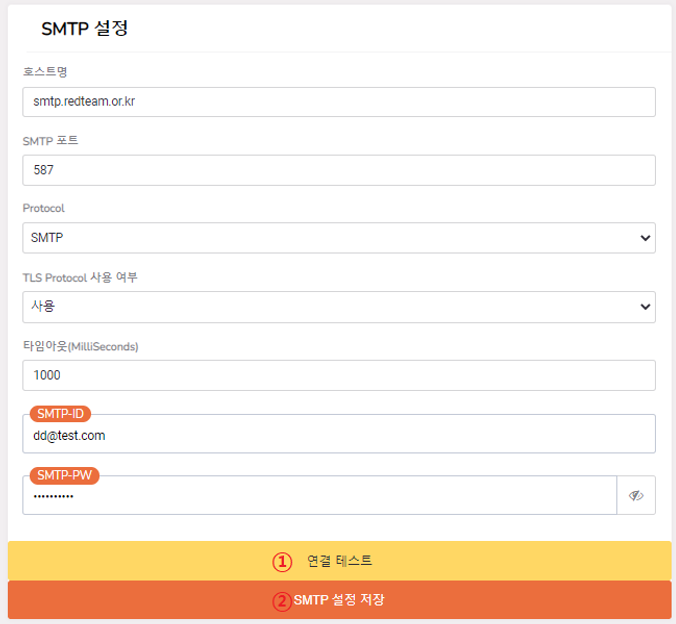 SMTP 설정
호스트명
smtp.redteam.or.kr
SMTP 포트
587
Protocol
SMTP
TLS Protocol 사용 여부
사용
타임아웃(MilliSeconds)
1000
SMTP-ID
dd@test.com
SMTP-PW
••••••••••
① 연결 테스트
② SMTP 설정 저장